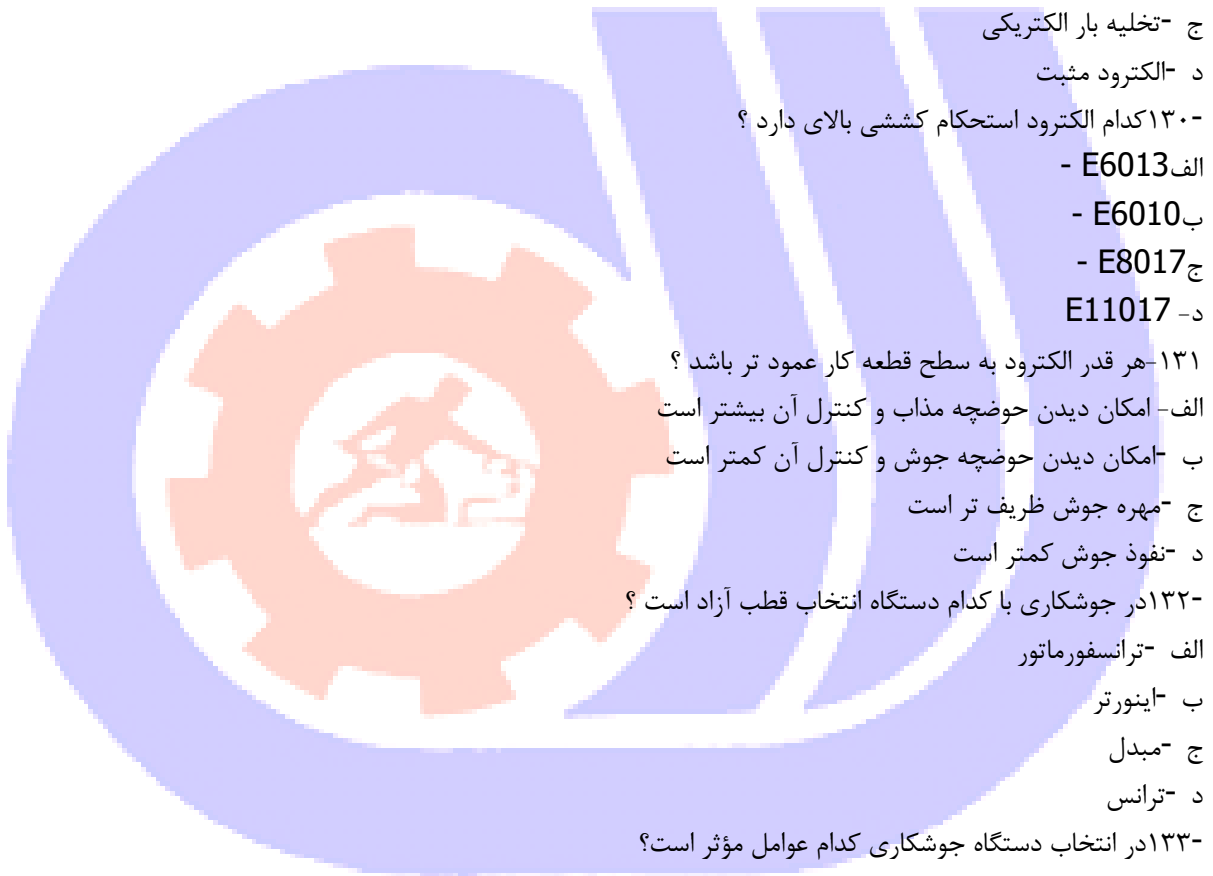 ج -تخلیه بار الکتریکی
د -الکترود مثبت
-۱۳۰کدام الکترود استحکام کششی بالای دارد ؟
الفE6013 -
بE6010 -
جE8017 -
د- E11017
۱۳۱-هر قدر الکترود به سطح قطعه کار عمود تر باشد ؟
الف- امکان دیدن حوضچه مذاب و کنترل آن بیشتر است
ب -امکان دیدن حوضچه جوش و کنترل آن کمتر است
ج -مهره جوش ظریف تر است
د -نفوذ جوش کمتر است
-۱۳۲در جوشکاری با کدام دستگاه انتخاب قطب آزاد است ؟
الف -ترانسفورماتور
ب -اینورتر
ج -مبدل
د -ترانس
-۱۳۳در انتخاب دستگاه جوشکاری کدام عوامل مؤثر است؟